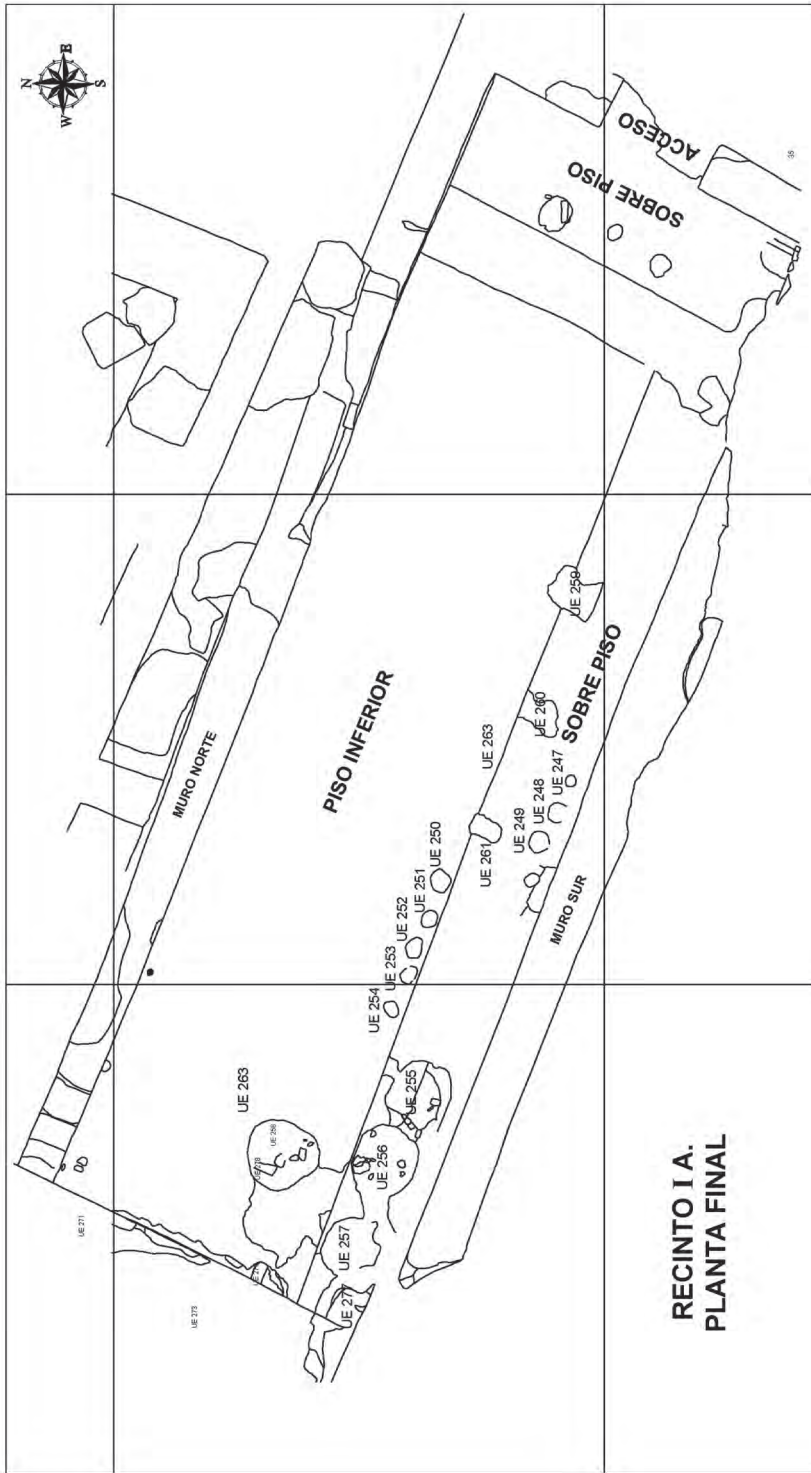 N
E
W
S
ACCESO
SOBRE PISO
38
UE 259
MURO NORTE
PISO INFERIOR
SOBRE PISO
UE 260
UE 263
UE 247
UE 248
UE 249
UE 250
UE 261
UE 251
UE 252
UE 253
UE 254
MURO SUR
UE 263
UE 255
UE 256
UE 257
UE 271
UE 273
RECINTO I A.
PLANTA FINAL